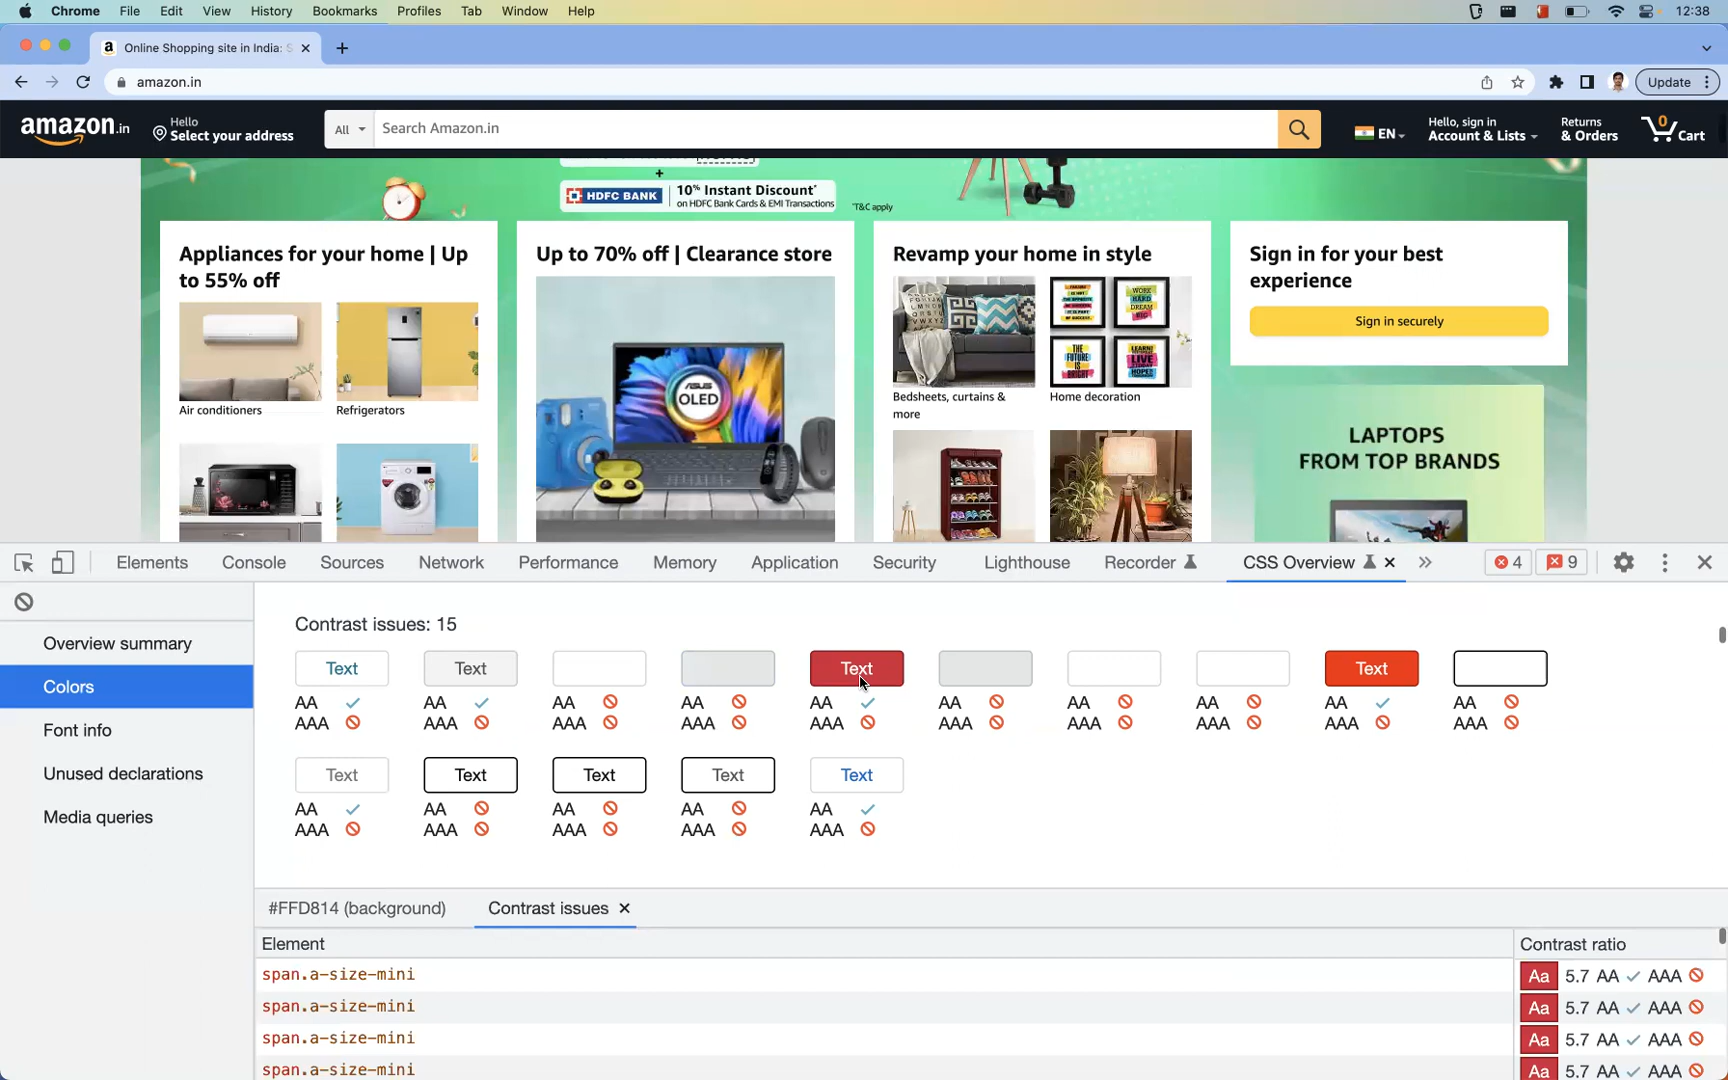 Chrome File Edit View History Bookmarks Profiles Tab Window Help 12:38
a Online Shopping site in India: S
amazon.in Update
amazon.in Hello Select your address All Search Amazon.in EN Hello, sign in Account & Lists Returns & Orders 0 Cart
+
HDFC BANK 10% Instant Discount*
on HDFC Bank Cards & EMI Transactions
*T&C apply
Appliances for your home | Up to 55% off
Air conditioners
Refrigerators
Up to 70% off | Clearance store
ASUS
OLED
Revamp your home in style
WORK HARD DREAM BIG
THE FUTURE IS BRIGHT
Bedsheets, curtains & more
Home decoration
Sign in for your best experience
Sign in securely
LAPTOPS
FROM TOP BRANDS
Elements Console Sources Network Performance Memory Application Security Lighthouse Recorder CSS Overview 4 9
Overview summary
Colors
Font info
Unused declarations
Media queries
Contrast issues: 15
Text Text Text Text
AA AA AA AA AA AA AA AA AA AA
AAA AAA AAA AAA AAA AAA AAA AAA AAA AAA
Text Text Text Text Text
AA AA AA AA AA
AAA AAA AAA AAA AAA
#FFD814 (background) Contrast issues
Element Contrast ratio
span.a-size-mini Aa 5.7 AA AAA
span.a-size-mini Aa 5.7 AA AAA
span.a-size-mini Aa 5.7 AA AAA
span.a-size-mini Aa 5.7 AA AAA